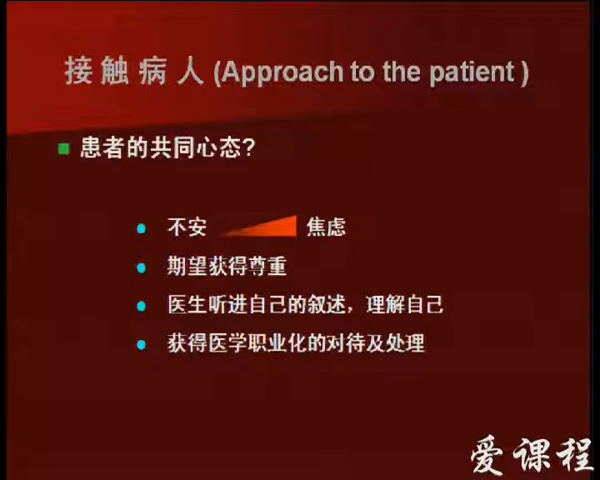 接触病人(Approach to the patient)
患者的共同心态?
不安 焦虑
期望获得尊重
医生听进自己的叙述，理解自己
获得医学职业化的对待及处理
爱课程